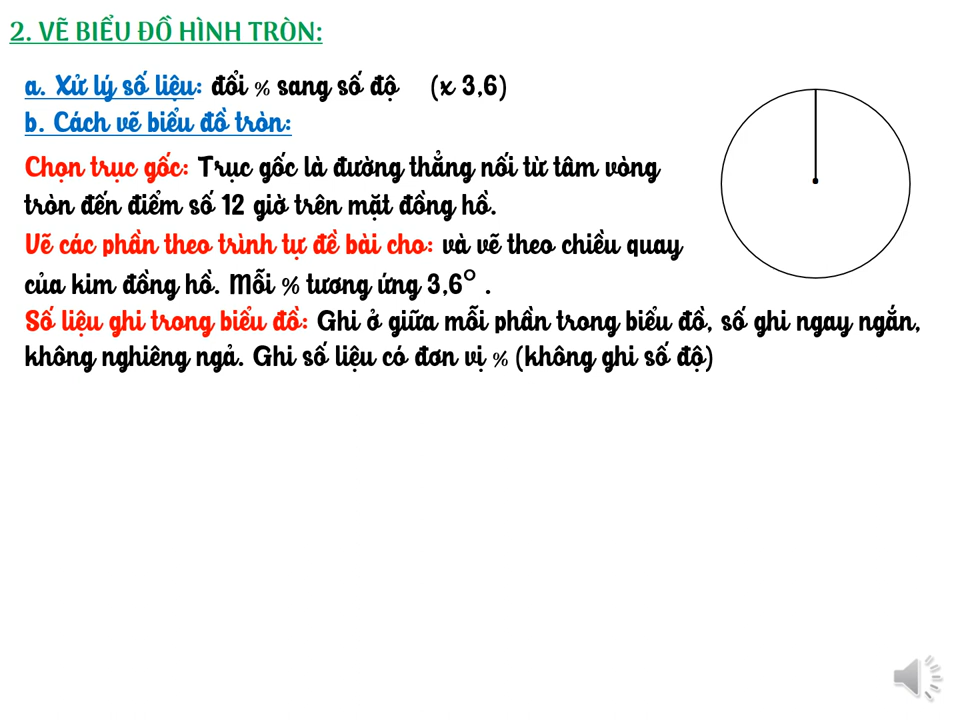 2. VẼ BIỂU ĐỒ HÌNH TRÒN:
a. Xử lý số liệu: đổi % sang số độ (x 3,6)
b. Cách vẽ biểu đồ tròn:
Chọn trục gốc: Trục gốc là đường thẳng nối từ tâm vòng
tròn đến điểm số 12 giờ trên mặt đồng hồ.
Vẽ các phần theo trình tự đề bài cho: và vẽ theo chiều quay
của kim đồng hồ. Mỗi % tương ứng 3,6° .
Số liệu ghi trong biểu đồ: Ghi ở giữa mỗi phần trong biểu đồ, số ghi ngay ngắn,
không nghiêng ngả. Ghi số liệu có đơn vị % (không ghi số độ)